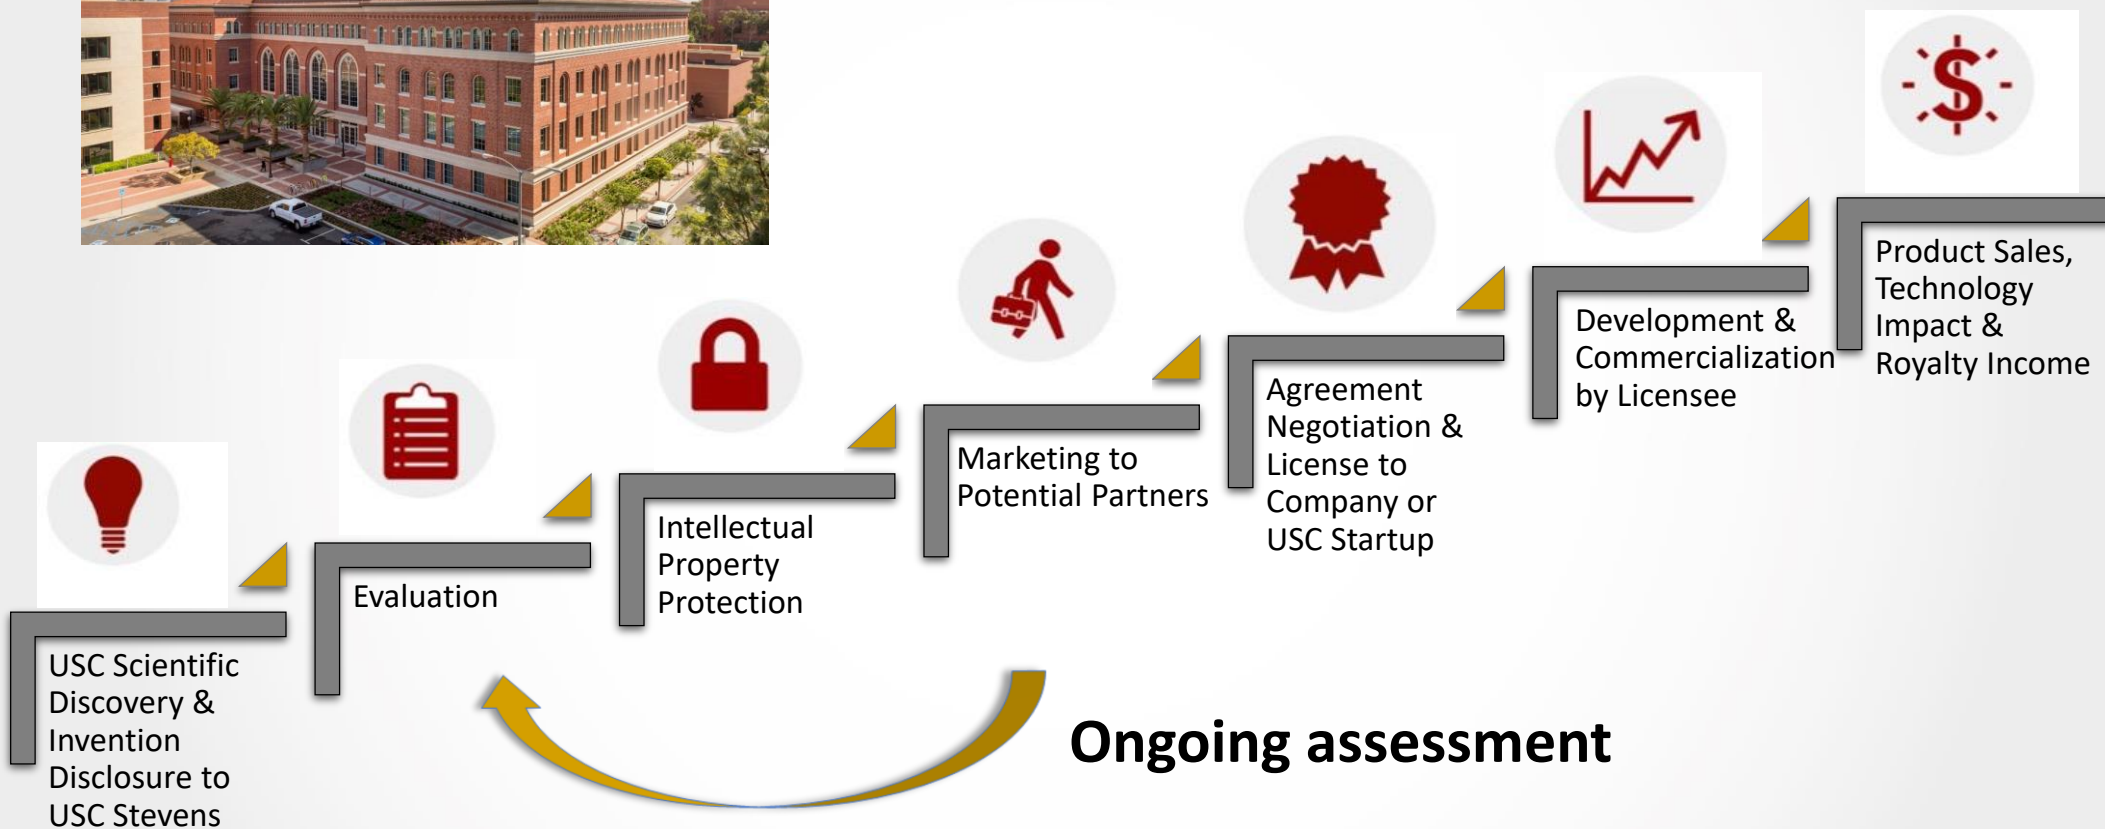 USC Scientific
Discovery &
Invention
Disclosure to
USC Stevens
Evaluation
Intellectual
Property
Protection
Marketing to
Potential Partners
Agreement
Negotiation &
License to
Company or
USC Startup
Development &
Commercialization
by Licensee
Product Sales,
Technology
Impact &
Royalty Income
Ongoing assessment